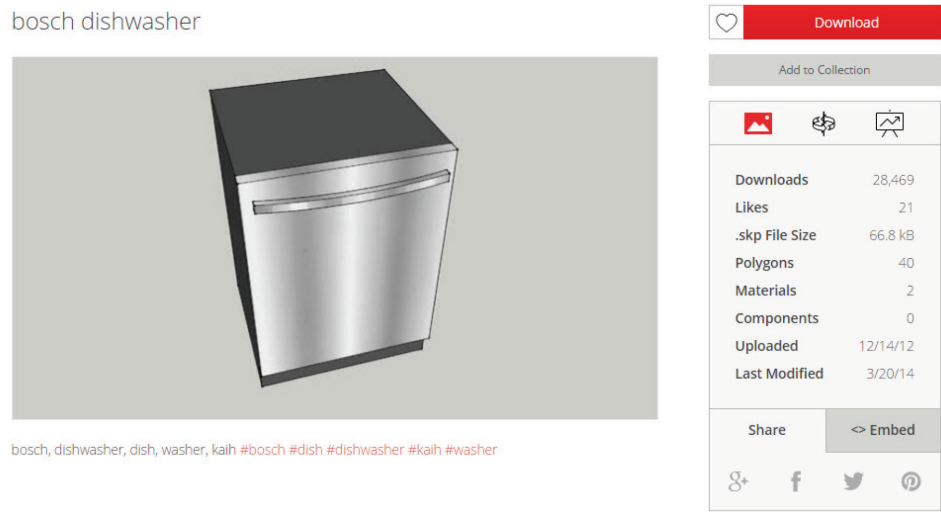 bosch dishwasher
Download
Add to Collection
Downloads 28,469
Likes 21
.skp File Size 66.8 kB
Polygons 40
Materials 2
Components 0
Uploaded 12/14/12
Last Modified 3/20/14
bosch, dishwasher, dish, washer, kaih #bosch #dish #dishwasher #kaih #washer
Share
<> Embed